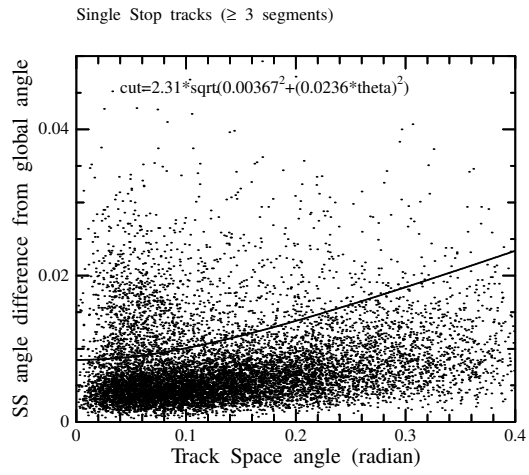 Single Stop tracks (≥ 3 segments)
cut=2.31*sqrt(0.00367²+(0.0236*theta)²)
SS angle difference from global angle
0.04
0.02
0
0 0.1 0.2 0.3 0.4
Track Space angle (radian)